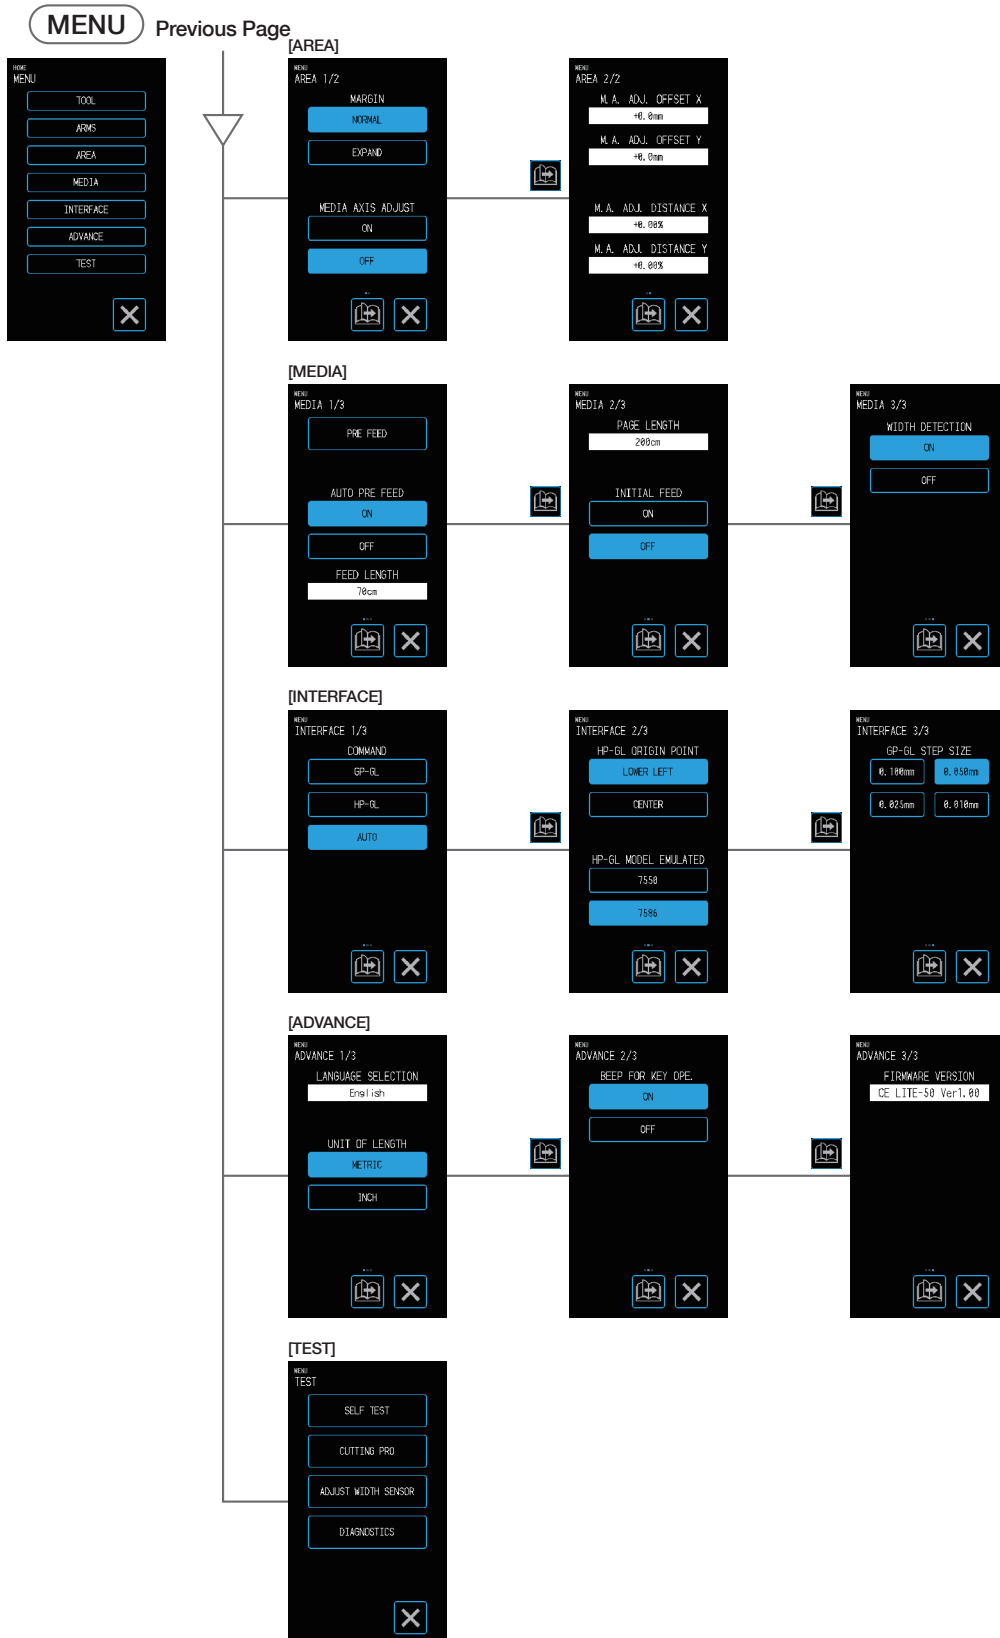 MENU
Previous Page
HOME
MENU
TOOL
ARMS
AREA
MEDIA
INTERFACE
ADVANCE
TEST
[AREA]
MENU
AREA 1/2
MARGIN
NORMAL
EXPAND
MEDIA AXIS ADJUST
ON
OFF
MENU
AREA 2/2
M.A. ADJ. OFFSET X
+0.0mm
M.A. ADJ. OFFSET Y
+0.0mm
M.A. ADJ. DISTANCE X
+0.00%
M.A. ADJ. DISTANCE Y
+0.00%
[MEDIA]
MENU
MEDIA 1/3
PRE FEED
AUTO PRE FEED
ON
OFF
FEED LENGTH
70cm
MENU
MEDIA 2/3
PAGE LENGTH
200cm
INITIAL FEED
ON
OFF
MENU
MEDIA 3/3
WIDTH DETECTION
ON
OFF
[INTERFACE]
MENU
INTERFACE 1/3
COMMAND
GP-GL
HP-GL
AUTO
MENU
INTERFACE 2/3
HP-GL ORIGIN POINT
LOWER LEFT
CENTER
HP-GL MODEL EMULATED
7550
7586
MENU
INTERFACE 3/3
GP-GL STEP SIZE
0.100mm 0.050mm
0.025mm 0.010mm
[ADVANCE]
MENU
ADVANCE 1/3
LANGUAGE SELECTION
English
UNIT OF LENGTH
METRIC
INCH
MENU
ADVANCE 2/3
BEEP FOR KEY OPE.
ON
OFF
MENU
ADVANCE 3/3
FIRMWARE VERSION
CE LITE-50 Ver1.00
[TEST]
MENU
TEST
SELF TEST
CUTTING PRO
ADJUST WIDTH SENSOR
DIAGNOSTICS